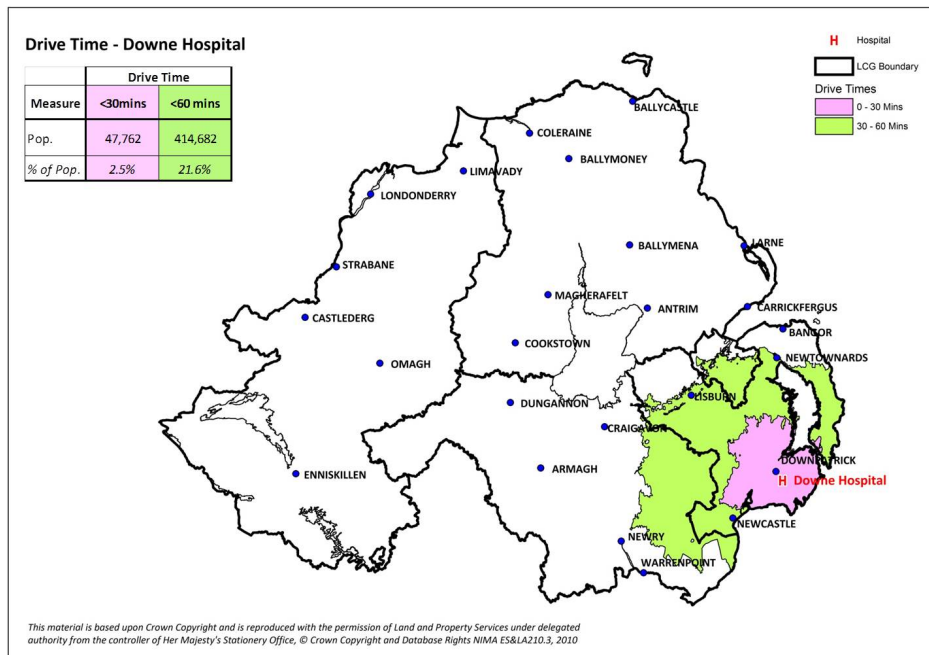 Drive Time - Downe Hospital
Drive Time
Measure <30mins <60 mins
Pop. 47,762 414,682
% of Pop. 2.5% 21.6%
H Hospital
LCG Boundary
Drive Times
0 - 30 Mins
30 - 60 Mins
BALLYCASTLE
COLERAINE
BALLYMONEY
LIMAVADY
LONDONDERRY
BALLYMENA
LARNE
STRABANE
MAGHERAFELT
ANTRIM
CARRICKFERGUS
CASTLEDERG
BANGOR
COOKSTOWN
NEWTOWNARDS
OMAGH
LISBURN
DUNGANNON
CRAIGAVON
DOWNPATRICK
ARMAGH
ENNISKILLEN
H Downe Hospital
NEWCASTLE
NEWRY
WARRENPOINT
This material is based upon Crown Copyright and is reproduced with the permission of Land and Property Services under delegated
authority from the controller of Her Majesty's Stationery Office, © Crown Copyright and Database Rights NIMA ES&LA210.3, 2010